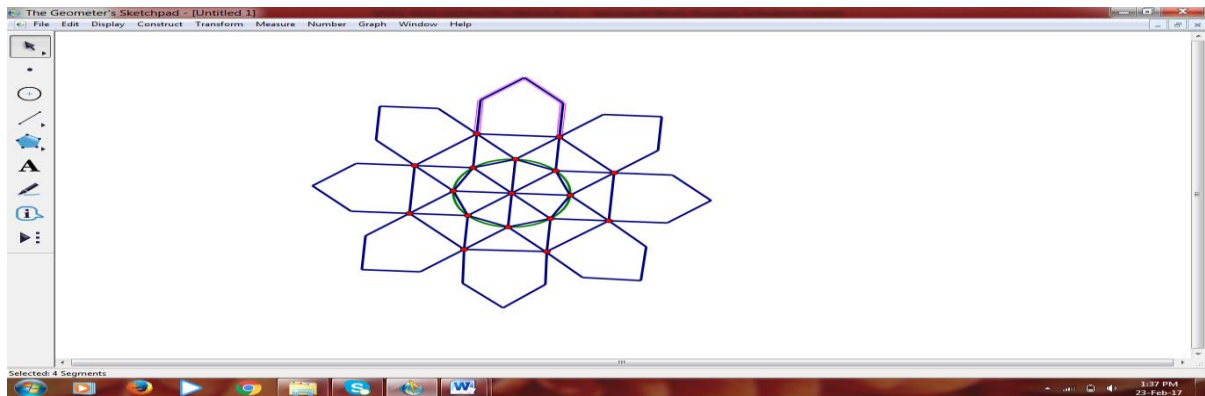 The Geometer's Sketchpad - [Untitled 1]
File Edit Display Construct Transform Measure Number Graph Window Help
A
Selected: 4 Segments
1:37 PM
23-Feb-17